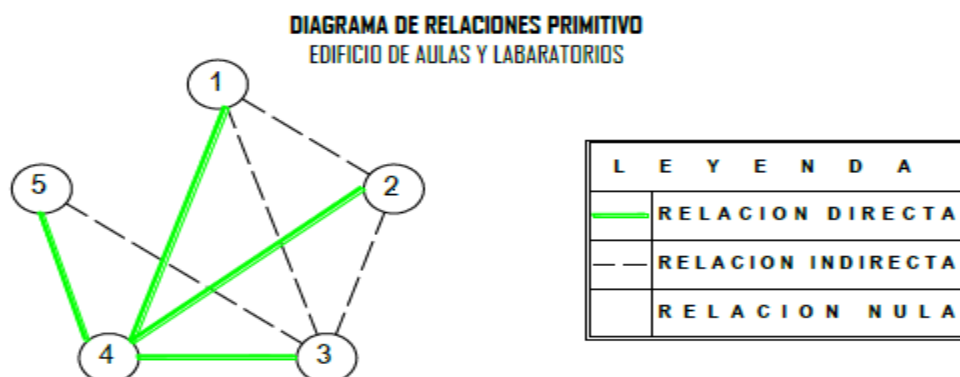 DIAGRAMA DE RELACIONES PRIMITIVO
EDIFICIO DE AULAS Y LABARATORIOS
1
2
5
4
3
LEYENDA
RELACION DIRECTA
RELACION INDIRECTA
RELACION NULA